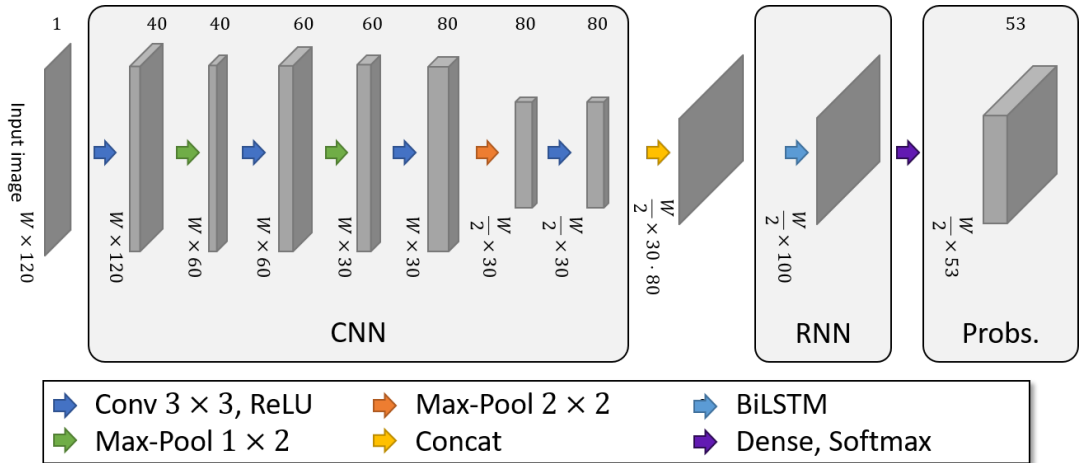 1 40 40 60 60 80 80 80 53
Input image
W × 120
W × 120
W × 60
W × 60
W × 30
W × 30
W/2 × 30
W/2 × 30
W/2 × 30 · 80
W/2 × 100
W/2 × 53
CNN
RNN
Probs.
Conv 3 × 3, ReLU
Max-Pool 2 × 2
BiLSTM
Max-Pool 1 × 2
Concat
Dense, Softmax